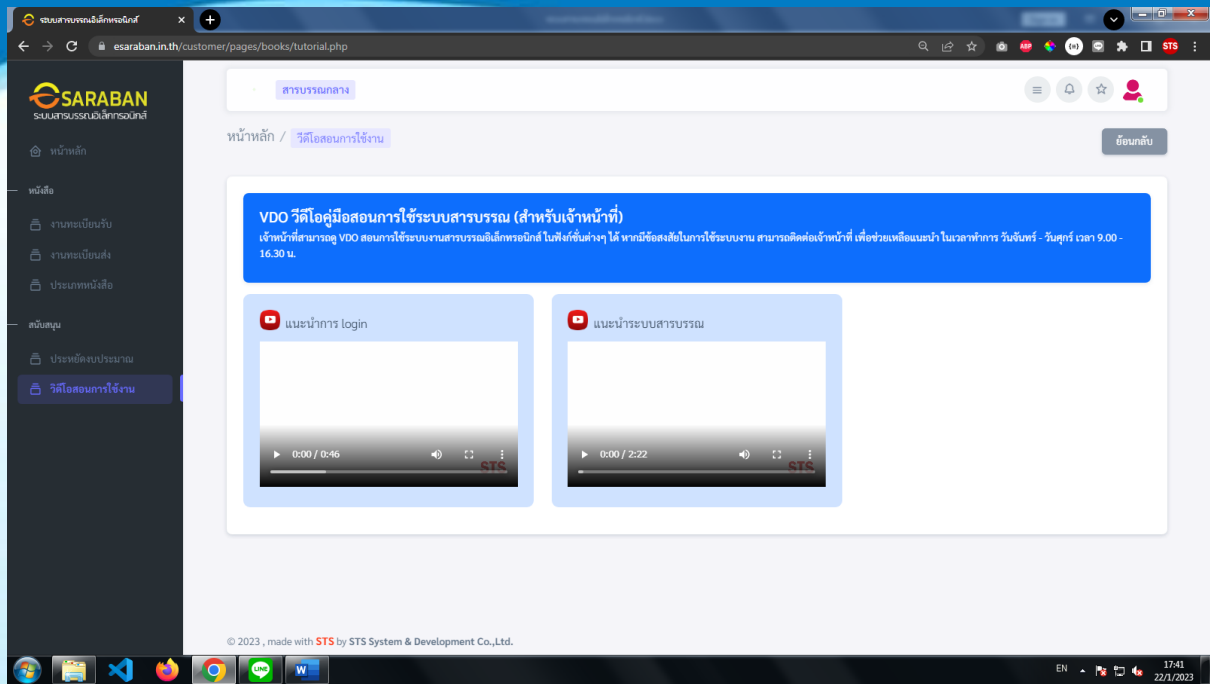 ระบบสารบรรณอิเล็กทรอนิกส์
esaraban.in.th/customer/pages/books/tutorial.php
ABP
STS
SARABAN
ระบบสารบรรณอิเล็กทรอนิกส์
สารบรรณกลาง
หน้าหลัก / วีดีโอสอนการใช้งาน
ย้อนกลับ
หน้าหลัก
หนังสือ
งานทะเบียนรับ
งานทะเบียนส่ง
ประเภทหนังสือ
สนับสนุน
ประหยัดงบประมาณ
วีดีโอสอนการใช้งาน
VDO วีดีโอคู่มือสอนการใช้ระบบสารบรรณ (สำหรับเจ้าหน้าที่)
เจ้าหน้าที่สามารถดู VDO สอนการใช้ระบบงานสารบรรณอิเล็กทรอนิกส์ ในฟังก์ชั่นต่างๆ ได้ หากมีข้อสงสัยในการใช้ระบบงาน สามารถติดต่อเจ้าหน้าที่ เพื่อช่วยเหลือแนะนำ ในเวลาทำการ วันจันทร์ - วันศุกร์ เวลา 9.00 -
16.30 น.
แนะนำการ login
0:00 / 0:46
STS
แนะนำระบบสารบรรณ
0:00 / 2:22
STS
© 2023 , made with STS by STS System & Development Co.,Ltd.
LINE
W
EN
17:41
22/1/2023